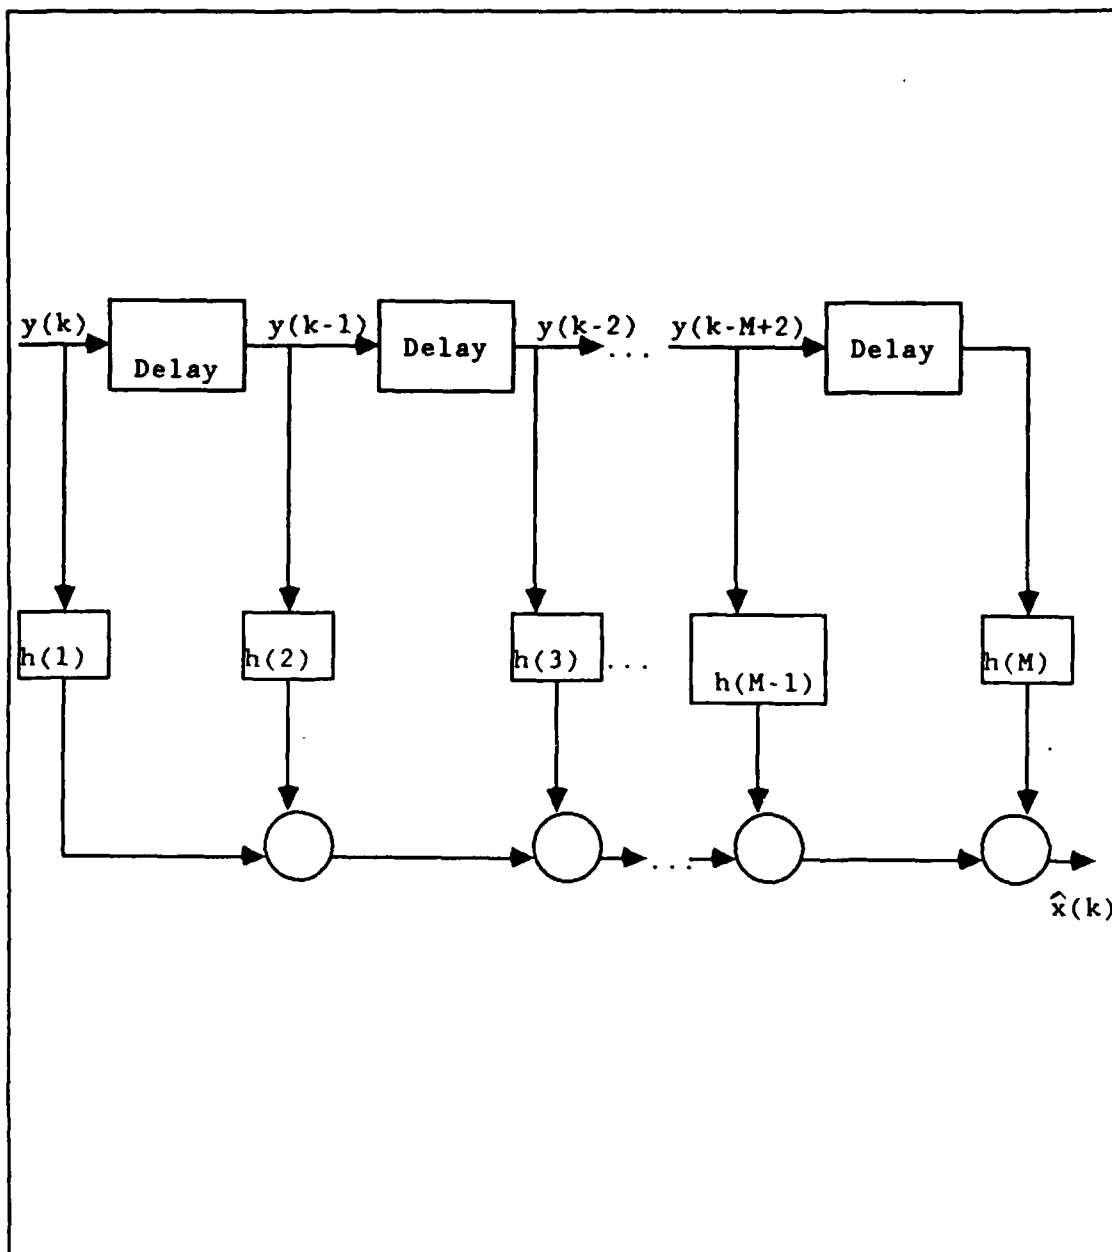 y(k)
Delay
y(k-1)
Delay
y(k-2)
...
y(k-M+2)
Delay
h(1)
h(2)
h(3)
...
h(M-1)
h(M)
...
x̂(k)